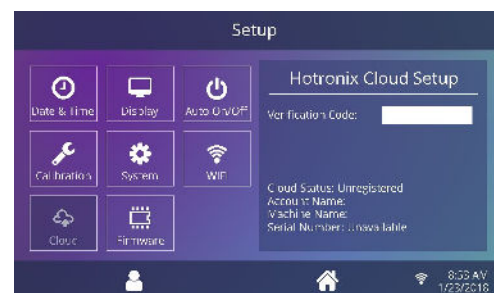 Setup
Date & Time
Display
Auto On/Off
Calibration
System
WiFi
Cloud
Firmware
Hotronix Cloud Setup
Verification Code:
Cloud Status: Unregistered
Account Name:
Machine Name:
Serial Number: Unavailable
8:53 AM
1/23/2018